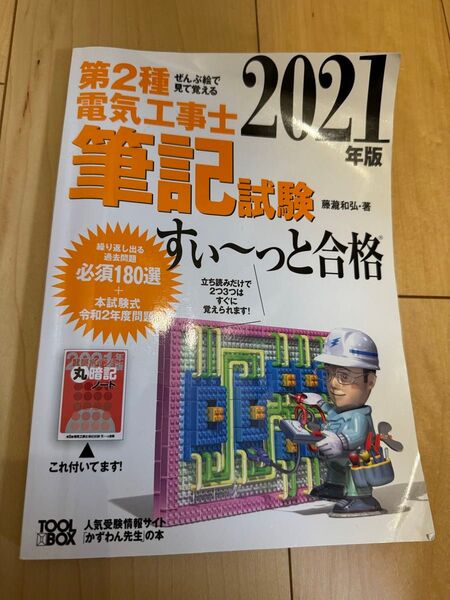 第2種
ぜんぶ絵で
見て覚える
電気工事士
2021
年版
筆記試験
藤瀧和弘・著
すい〜っと合格
繰り返し出る
過去問題
必須180選
+
本試験式
令和2年度問題
立ち読みだけで
2つ3つは
すぐに
覚えられます!
2021年
丸暗記
ノート
これ付いてます!
TOOL
BOX
人気受験情報サイト
「かずわん先生」の本